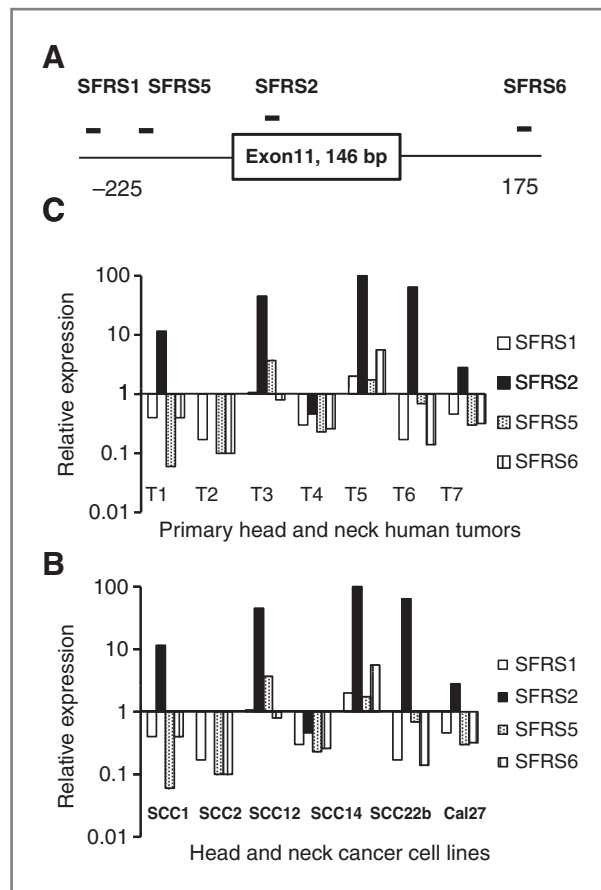 A
SFRS1 SFRS5 SFRS2 SFRS6
Exon11, 146 bp
–225 175
C
Relative expression
100
10
1
0.1
0.01
T1 T2 T3 T4 T5 T6 T7
Primary head and neck human tumors
SFRS1
SFRS2
SFRS5
SFRS6
B
Relative expression
100
10
1
0.1
0.01
SCC1 SCC2 SCC12 SCC14 SCC22b Cal27
Head and neck cancer cell lines
SFRS1
SFRS2
SFRS5
SFRS6